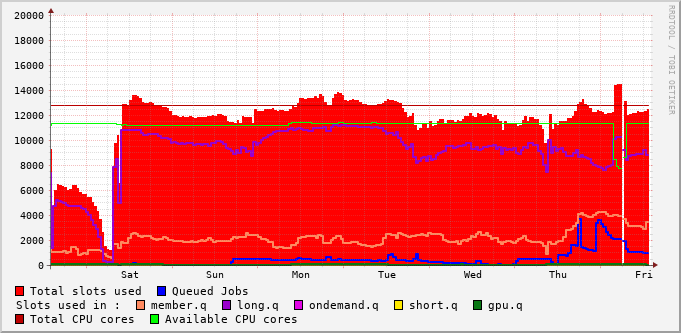 20000
18000
16000
14000
12000
10000
8000
6000
4000
2000
0
Sat Sun Mon Tue Wed Thu Fri
RRDTOOL / TOBI OETIKER
Total slots used Queued Jobs
Slots used in : member.q long.q ondemand.q short.q gpu.q
Total CPU cores Available CPU cores